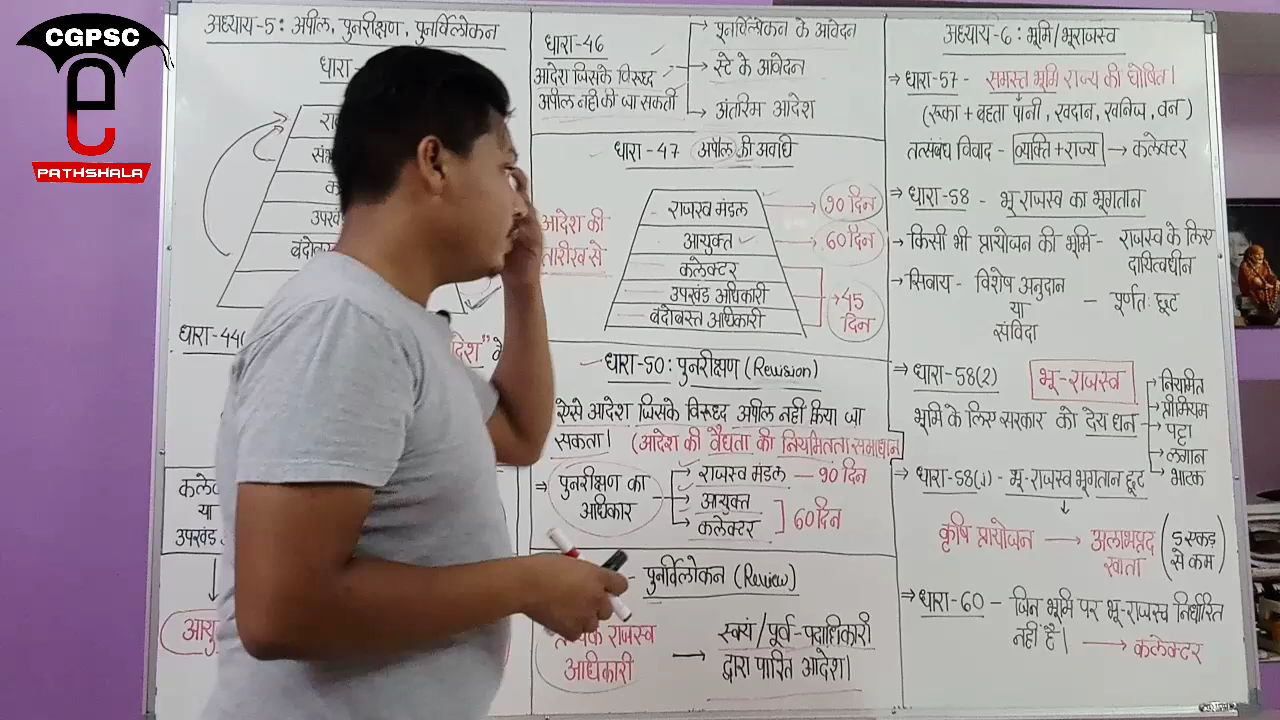 CGPSC
PATHSHALA
अध्याय-5: अपील, पुनरीक्षण, पुनर्विलोकन
धारा-
रा
संभ
उपखं
बंदोब
धारा-44(
देश"
कले
या
उपखंड
आयु
धारा-46
आदेश जिसके विरूद्ध
अपील नही की जा सकती
पुनर्विलोकन के आवेदन
स्टे के आवेदन
अंतरिम आदेश
धारा-47 अपील की अवधि
आदेश की
तारीख से
राजस्व मंडल
आयुक्त
कलेक्टर
उपखंड अधिकारी
बंदोबस्त अधिकारी
90 दिन
60 दिन
45
दिन
धारा-50: पुनरीक्षण (Revision)
ऐसे आदेश जिसके विरूध्द अपील नही किया जा
सकता। (आदेश की वैधता की नियमितता समाधान
पुनरीक्षण का
अधिकार
राजस्व मंडल — 90 दिन
आयुक्त
कलेक्टर
60 दिन
- पुनर्विलोकन (Review)
राजस्व
अधिकारी
स्वयं/पूर्व-पदाधिकारी
द्वारा पारित आदेश।
अध्याय-6: भूमि/भूराजस्व
धारा-57 - समस्त भूमि राज्य की घोषित।
(रूका + बहता पानी, खदान, खनिज, वन)
तत्संबंध विवाद - व्यक्ति+राज्य → कलेक्टर
धारा-58 - भू राजस्व का भूगतान
→ किसी भी प्रायोजन की भूमि - राजस्व के लिए
दायित्वधीन
→ सिवाय - विशेष अनुदान
या
संविदा
- पूर्णतः छूट
⇒ धारा-58(2) भू-राजस्व
भूमि के लिए सरकार को देय धन
नियमित
प्रीमियम
पट्टा
लगान
भाटक
→ धारा-58(1) - भू-राजस्व भूगतान छूट
कृषि प्रायोजन → अलाभप्रद
खाता
(5 एकड़
से कम)
⇒ धारा-60 - जिन भूमि पर भू-राजस्व निर्धारित
नहीं है। → कलेक्टर